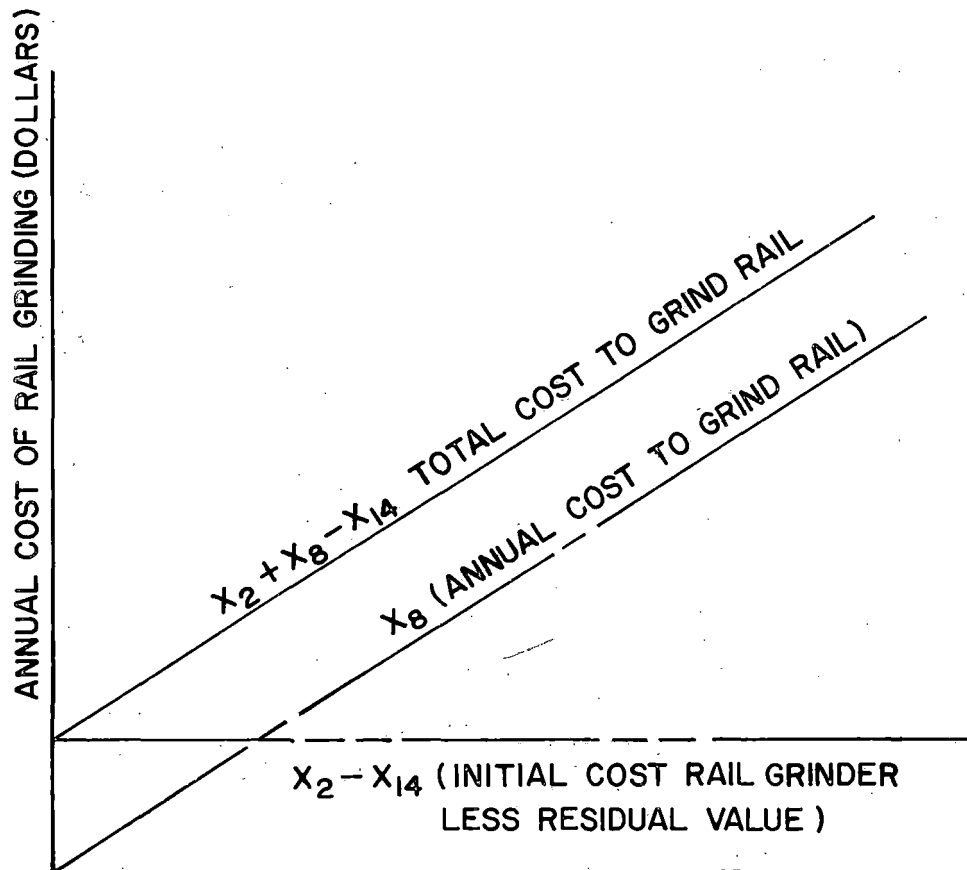 ANNUAL COST OF RAIL GRINDING (DOLLARS)
X2 + X8 - X14 TOTAL COST TO GRIND RAIL
X8 (ANNUAL COST TO GRIND RAIL)
X2 - X14 (INITIAL COST RAIL GRINDER
LESS RESIDUAL VALUE)